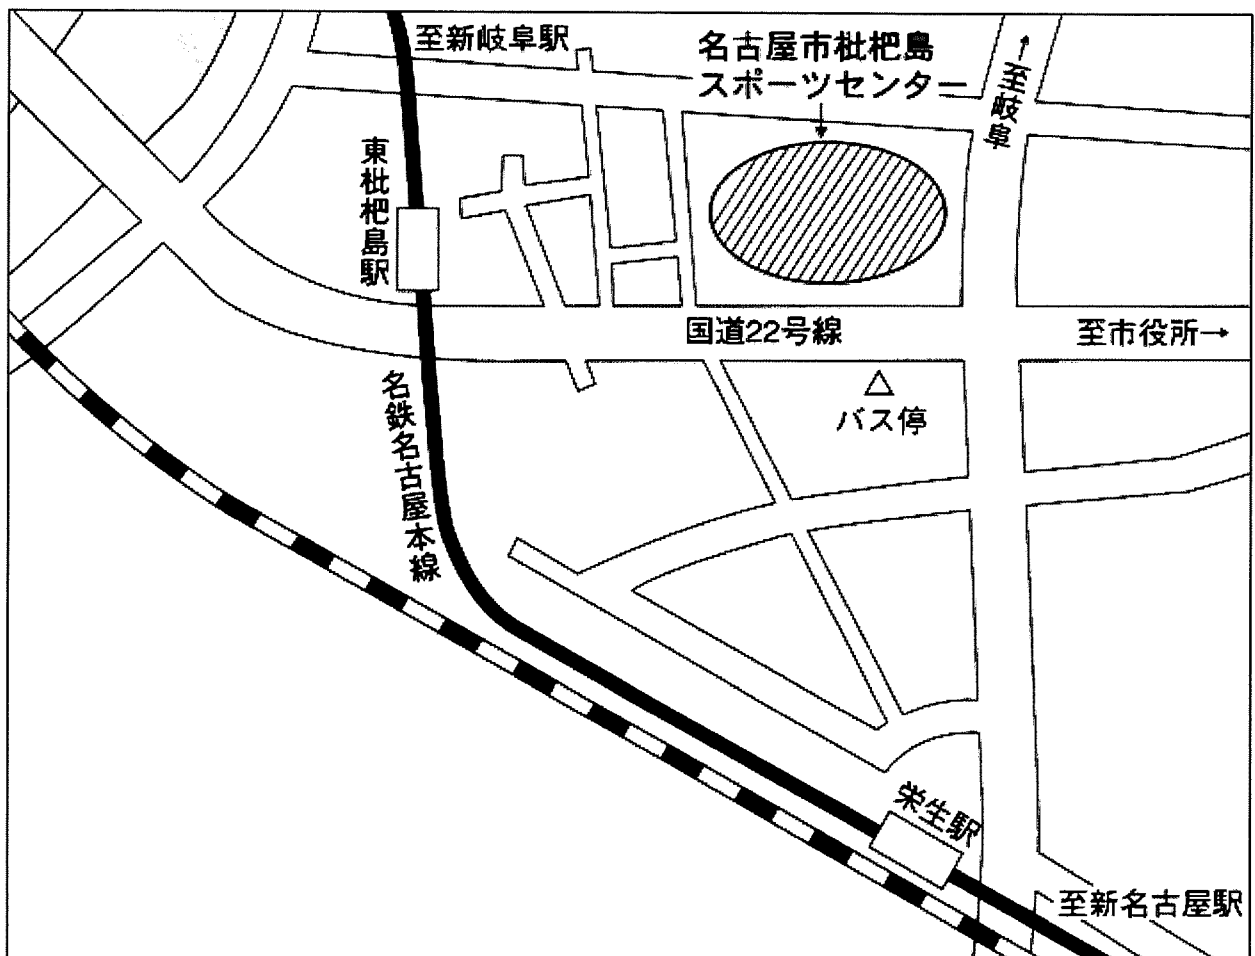 至新岐阜駅
名古屋市枇杷島
スポーツセンター
至岐阜
東枇杷島駅
国道22号線
至市役所→
バス停
名鉄名古屋本線
栄生駅
至新名古屋駅